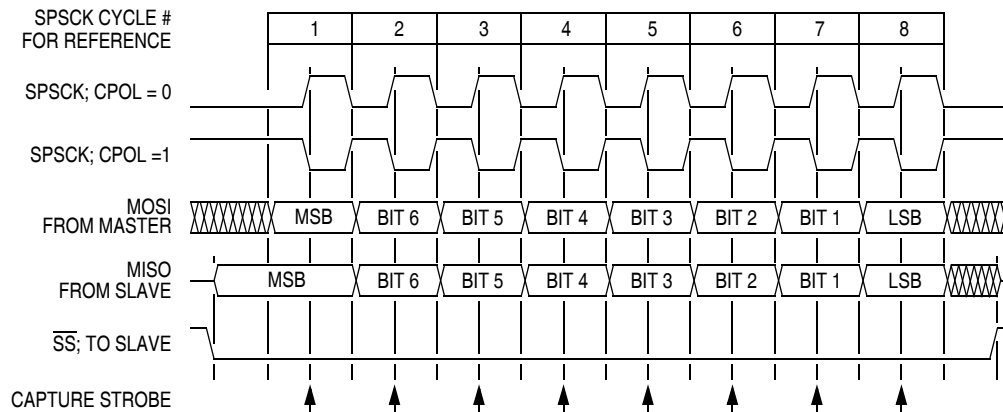 SPSCK CYCLE #
FOR REFERENCE
1 2 3 4 5 6 7 8
SPSCK; CPOL = 0
SPSCK; CPOL =1
MOSI
FROM MASTER
MSB BIT 6 BIT 5 BIT 4 BIT 3 BIT 2 BIT 1 LSB
MISO
FROM SLAVE
MSB BIT 6 BIT 5 BIT 4 BIT 3 BIT 2 BIT 1 LSB
SS; TO SLAVE
CAPTURE STROBE